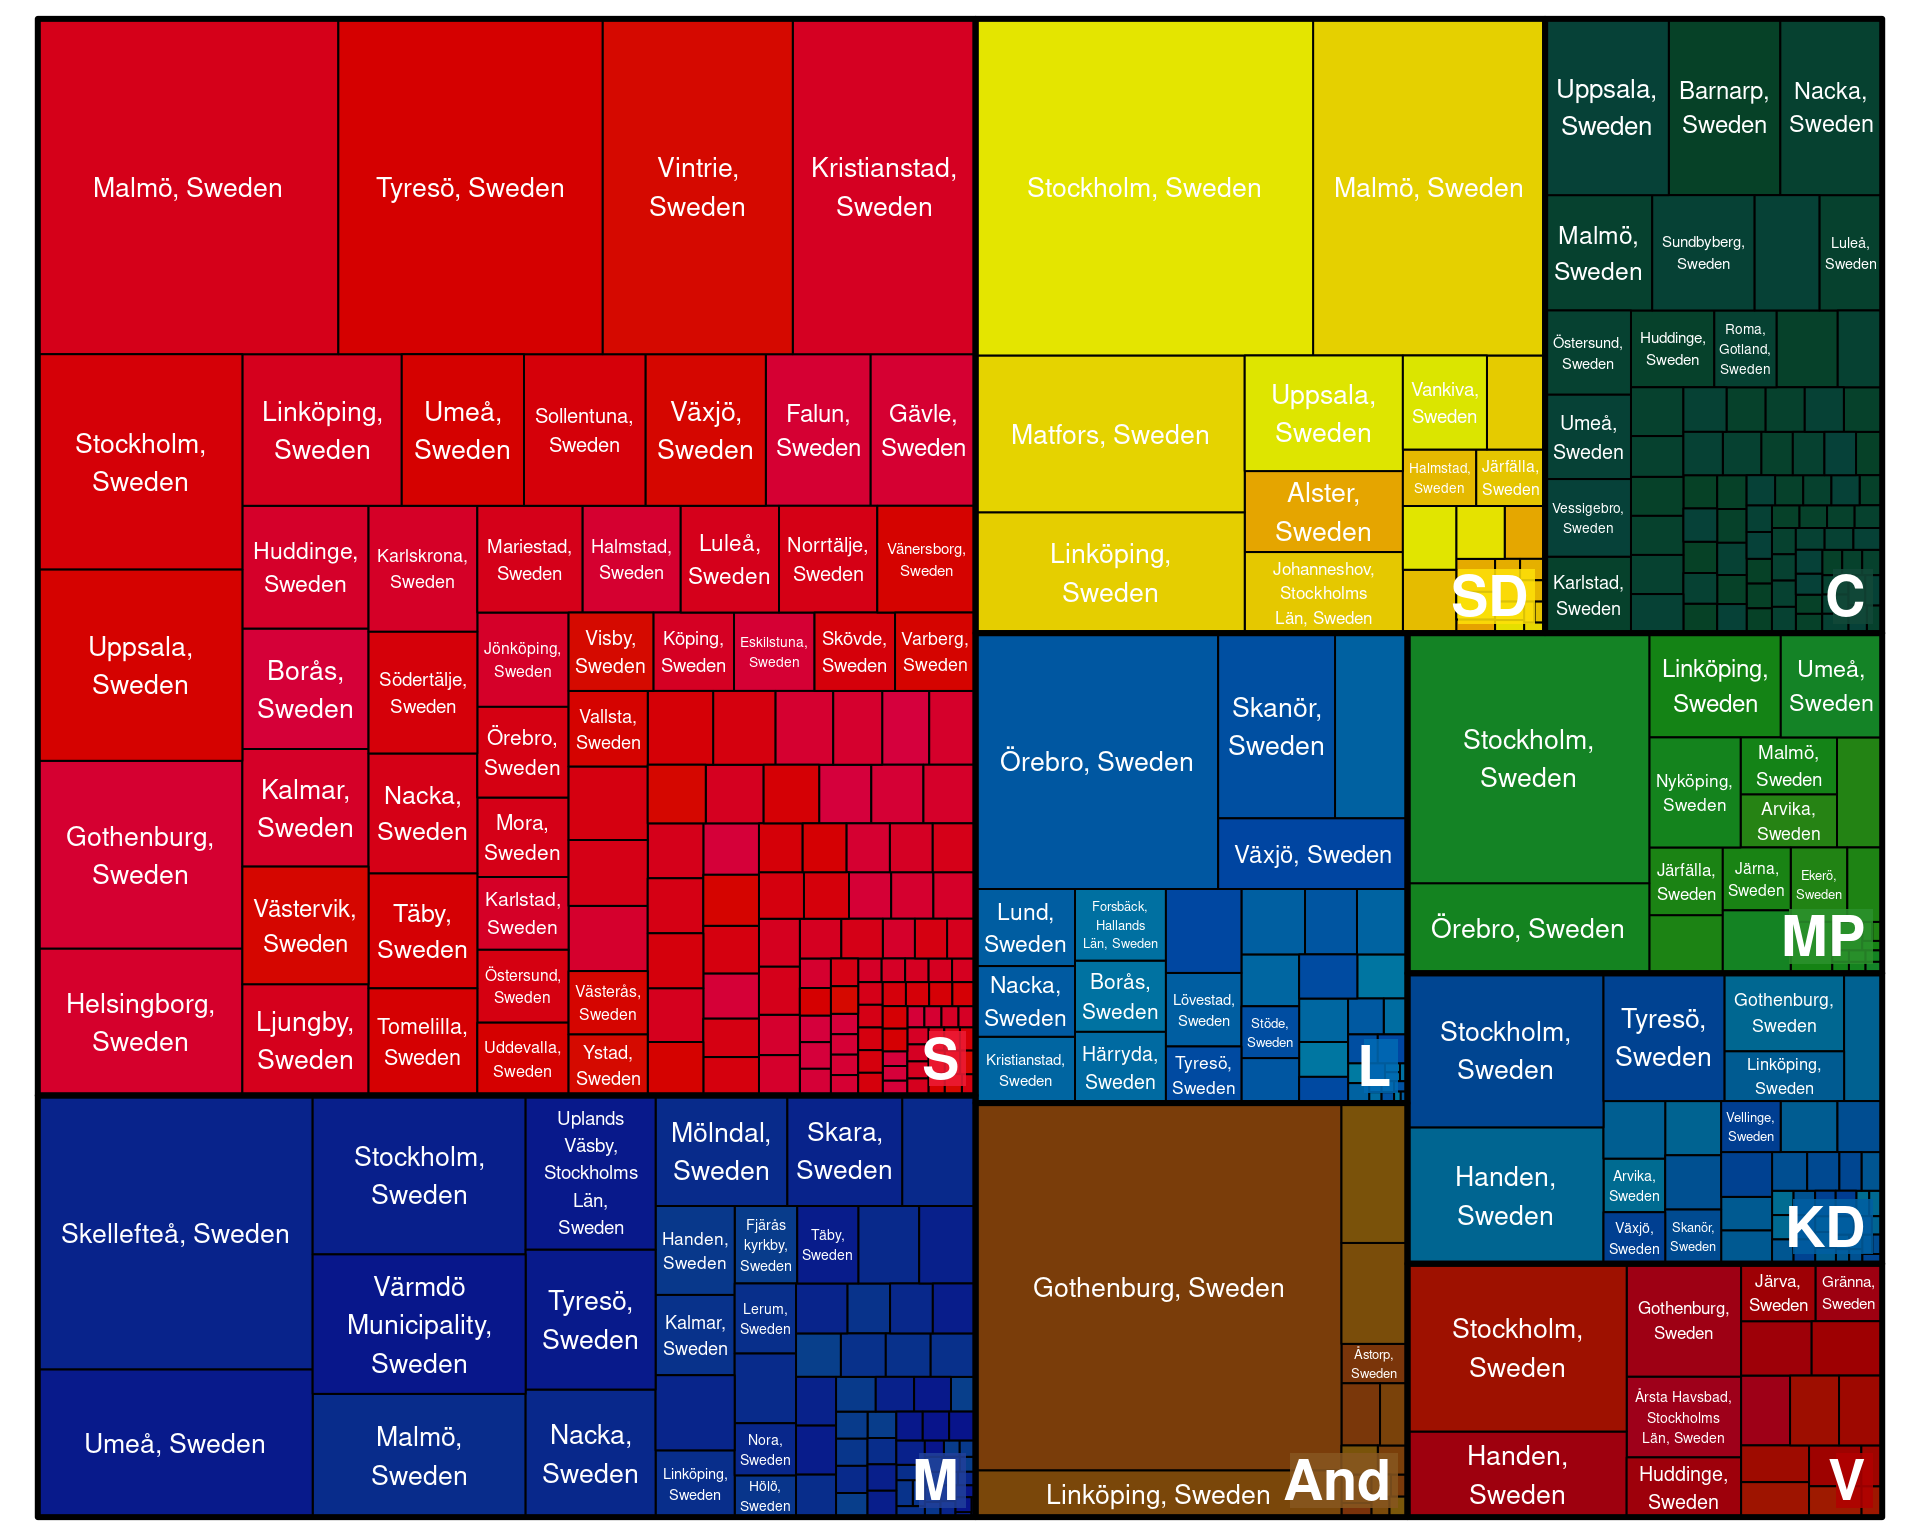 Malmö, Sweden
Tyresö, Sweden
Vintrie,
Sweden
Kristianstad,
Sweden
Stockholm,
Sweden
Linköping,
Sweden
Umeå,
Sweden
Sollentuna,
Sweden
Växjö,
Sweden
Falun,
Sweden
Gävle,
Sweden
Uppsala,
Sweden
Gothenburg,
Sweden
Helsingborg,
Sweden
Huddinge,
Sweden
Borås,
Sweden
Kalmar,
Sweden
Västervik,
Sweden
Ljungby,
Sweden
Karlskrona,
Sweden
Södertälje,
Sweden
Nacka,
Sweden
Täby,
Sweden
Tomelilla,
Sweden
Mariestad,
Sweden
Halmstad,
Sweden
Luleå,
Sweden
Norrtälje,
Sweden
Vänersborg,
Sweden
Jönköping,
Sweden
Örebro,
Sweden
Mora,
Sweden
Karlstad,
Sweden
Östersund,
Sweden
Uddevalla,
Sweden
Visby,
Sweden
Köping,
Sweden
Eskilstuna,
Sweden
Skövde,
Sweden
Varberg,
Sweden
Vallsta,
Sweden
Västerås,
Sweden
Ystad,
Sweden
S
Skellefteå, Sweden
Umeå, Sweden
Stockholm,
Sweden
Värmdö
Municipality,
Sweden
Malmö,
Sweden
Uplands
Väsby,
Stockholms
Län,
Sweden
Tyresö,
Sweden
Nacka,
Sweden
Mölndal,
Sweden
Skara,
Sweden
Handen,
Sweden
Kalmar,
Sweden
Linköping,
Sweden
Fjärås
kyrkby,
Sweden
Lerum,
Sweden
Nora,
Sweden
Hölö,
Sweden
Täby,
Sweden
M
Stockholm, Sweden
Malmö, Sweden
Matfors, Sweden
Linköping,
Sweden
Uppsala,
Sweden
Alster,
Sweden
Johanneshov,
Stockholms
Län, Sweden
Vankiva,
Sweden
Halmstad,
Sweden
Järfälla,
Sweden
SD
Uppsala,
Sweden
Barnarp,
Sweden
Nacka,
Sweden
Malmö,
Sweden
Sundbyberg,
Sweden
Luleå,
Sweden
Östersund,
Sweden
Huddinge,
Sweden
Roma,
Gotland,
Sweden
Umeå,
Sweden
Vessigebro,
Sweden
Karlstad,
Sweden
C
Örebro, Sweden
Skanör,
Sweden
Växjö, Sweden
Lund,
Sweden
Nacka,
Sweden
Kristianstad,
Sweden
Forsbäck,
Hallands
Län, Sweden
Borås,
Sweden
Härryda,
Sweden
Lövestad,
Sweden
Tyresö,
Sweden
Stöde,
Sweden
L
Gothenburg, Sweden
Linköping, Sweden
Åstorp,
Sweden
And
Stockholm,
Sweden
Örebro, Sweden
Linköping,
Sweden
Umeå,
Sweden
Nyköping,
Sweden
Malmö,
Sweden
Arvika,
Sweden
Järfälla,
Sweden
Järna,
Sweden
Ekerö,
Sweden
MP
Stockholm,
Sweden
Handen,
Sweden
Tyresö,
Sweden
Gothenburg,
Sweden
Linköping,
Sweden
Arvika,
Sweden
Växjö,
Sweden
Skanör,
Sweden
Vellinge,
Sweden
KD
Stockholm,
Sweden
Handen,
Sweden
Gothenburg,
Sweden
Årsta Havsbad,
Stockholms
Län, Sweden
Huddinge,
Sweden
Järva,
Sweden
Gränna,
Sweden
V